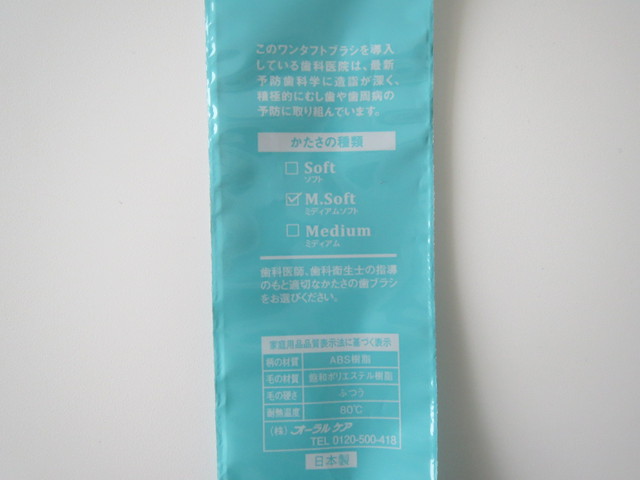 このワンタフトブラシを導入
している歯科医院は、最新
予防歯科学に造詣が深く、
積極的にむし歯や歯周病の
予防に取り組んでいます。
かたさの種類
Soft
ソフト
M.Soft
ミディアムソフト
Medium
ミディアム
歯科医師、歯科衛生士の指導
のもと適切なかたさの歯ブラシ
をお選びください。
家庭用品品質表示法に基づく表示
柄の材質 ABS樹脂
毛の材質 飽和ポリエステル樹脂
毛の硬さ ふつう
耐熱温度 80℃
(株)オーラルケア
TEL 0120-500-418
日本製